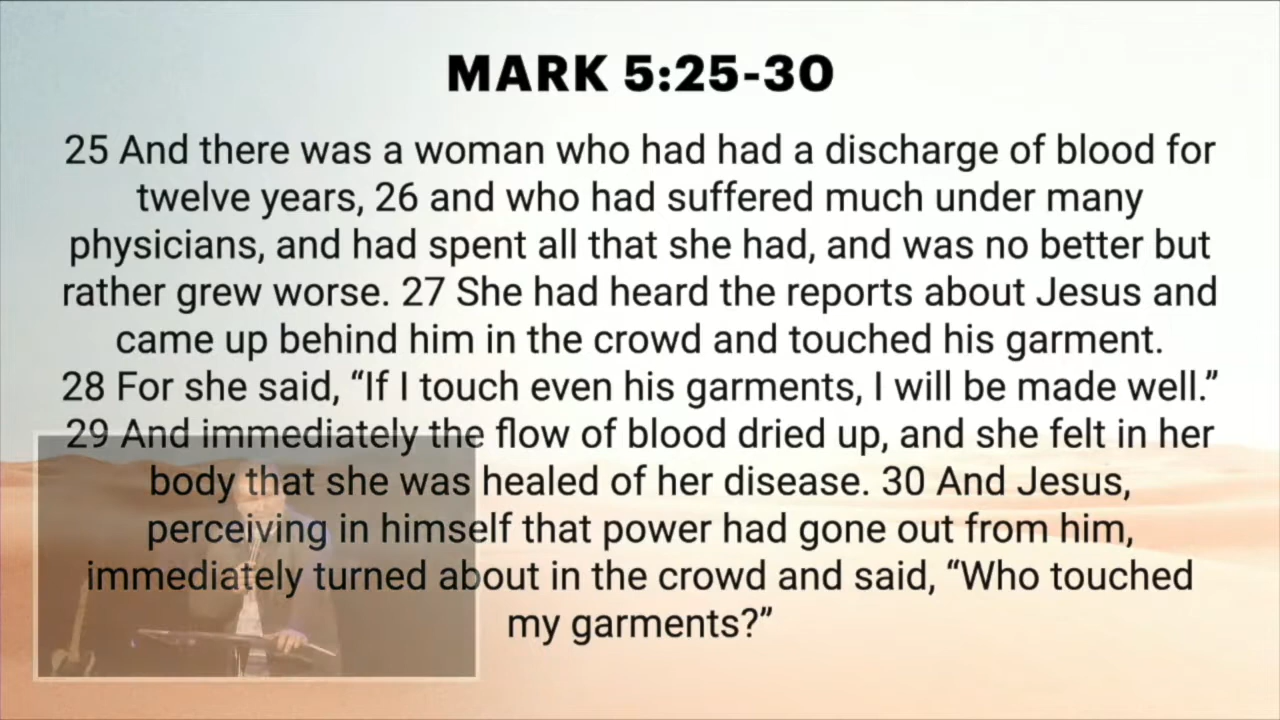 MARK 5:25-30
25 And there was a woman who had had a discharge of blood for
twelve years, 26 and who had suffered much under many
physicians, and had spent all that she had, and was no better but
rather grew worse. 27 She had heard the reports about Jesus and
came up behind him in the crowd and touched his garment.
28 For she said, “If I touch even his garments, I will be made well.”
29 And immediately the flow of blood dried up, and she felt in her
body that she was healed of her disease. 30 And Jesus,
perceiving in himself that power had gone out from him,
immediately turned about in the crowd and said, “Who touched
my garments?”